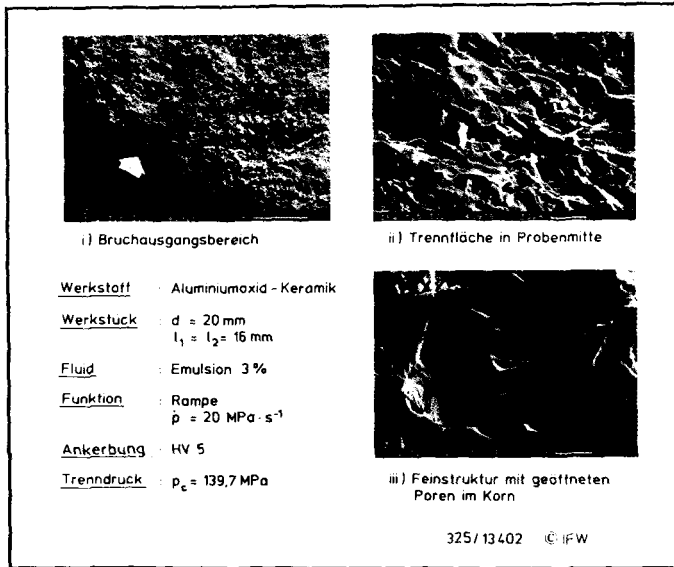 i) Bruchausgangsbereich
ii) Trennfläche in Probenmitte
Werkstoff : Aluminiumoxid - Keramik
Werkstück : d = 20 mm
l₁ = l₂ = 16 mm
Fluid : Emulsion 3 %
Funktion : Rampe
ṗ = 20 MPa · s⁻¹
Ankerbung : HV 5
Trenndruck : p_c = 139,7 MPa
iii) Feinstruktur mit geöffneten
Poren im Korn
325/13402 © IFW